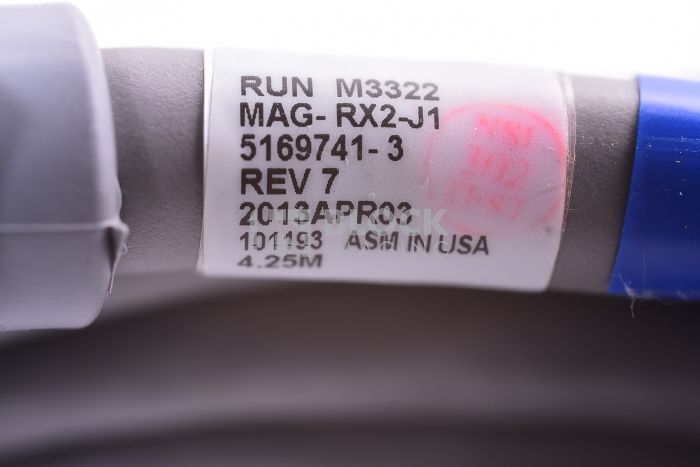 RUN M3322
MAG- RX2-J1
5169741- 3
REV 7
2013APR03
101193 ASM IN USA
4.25M